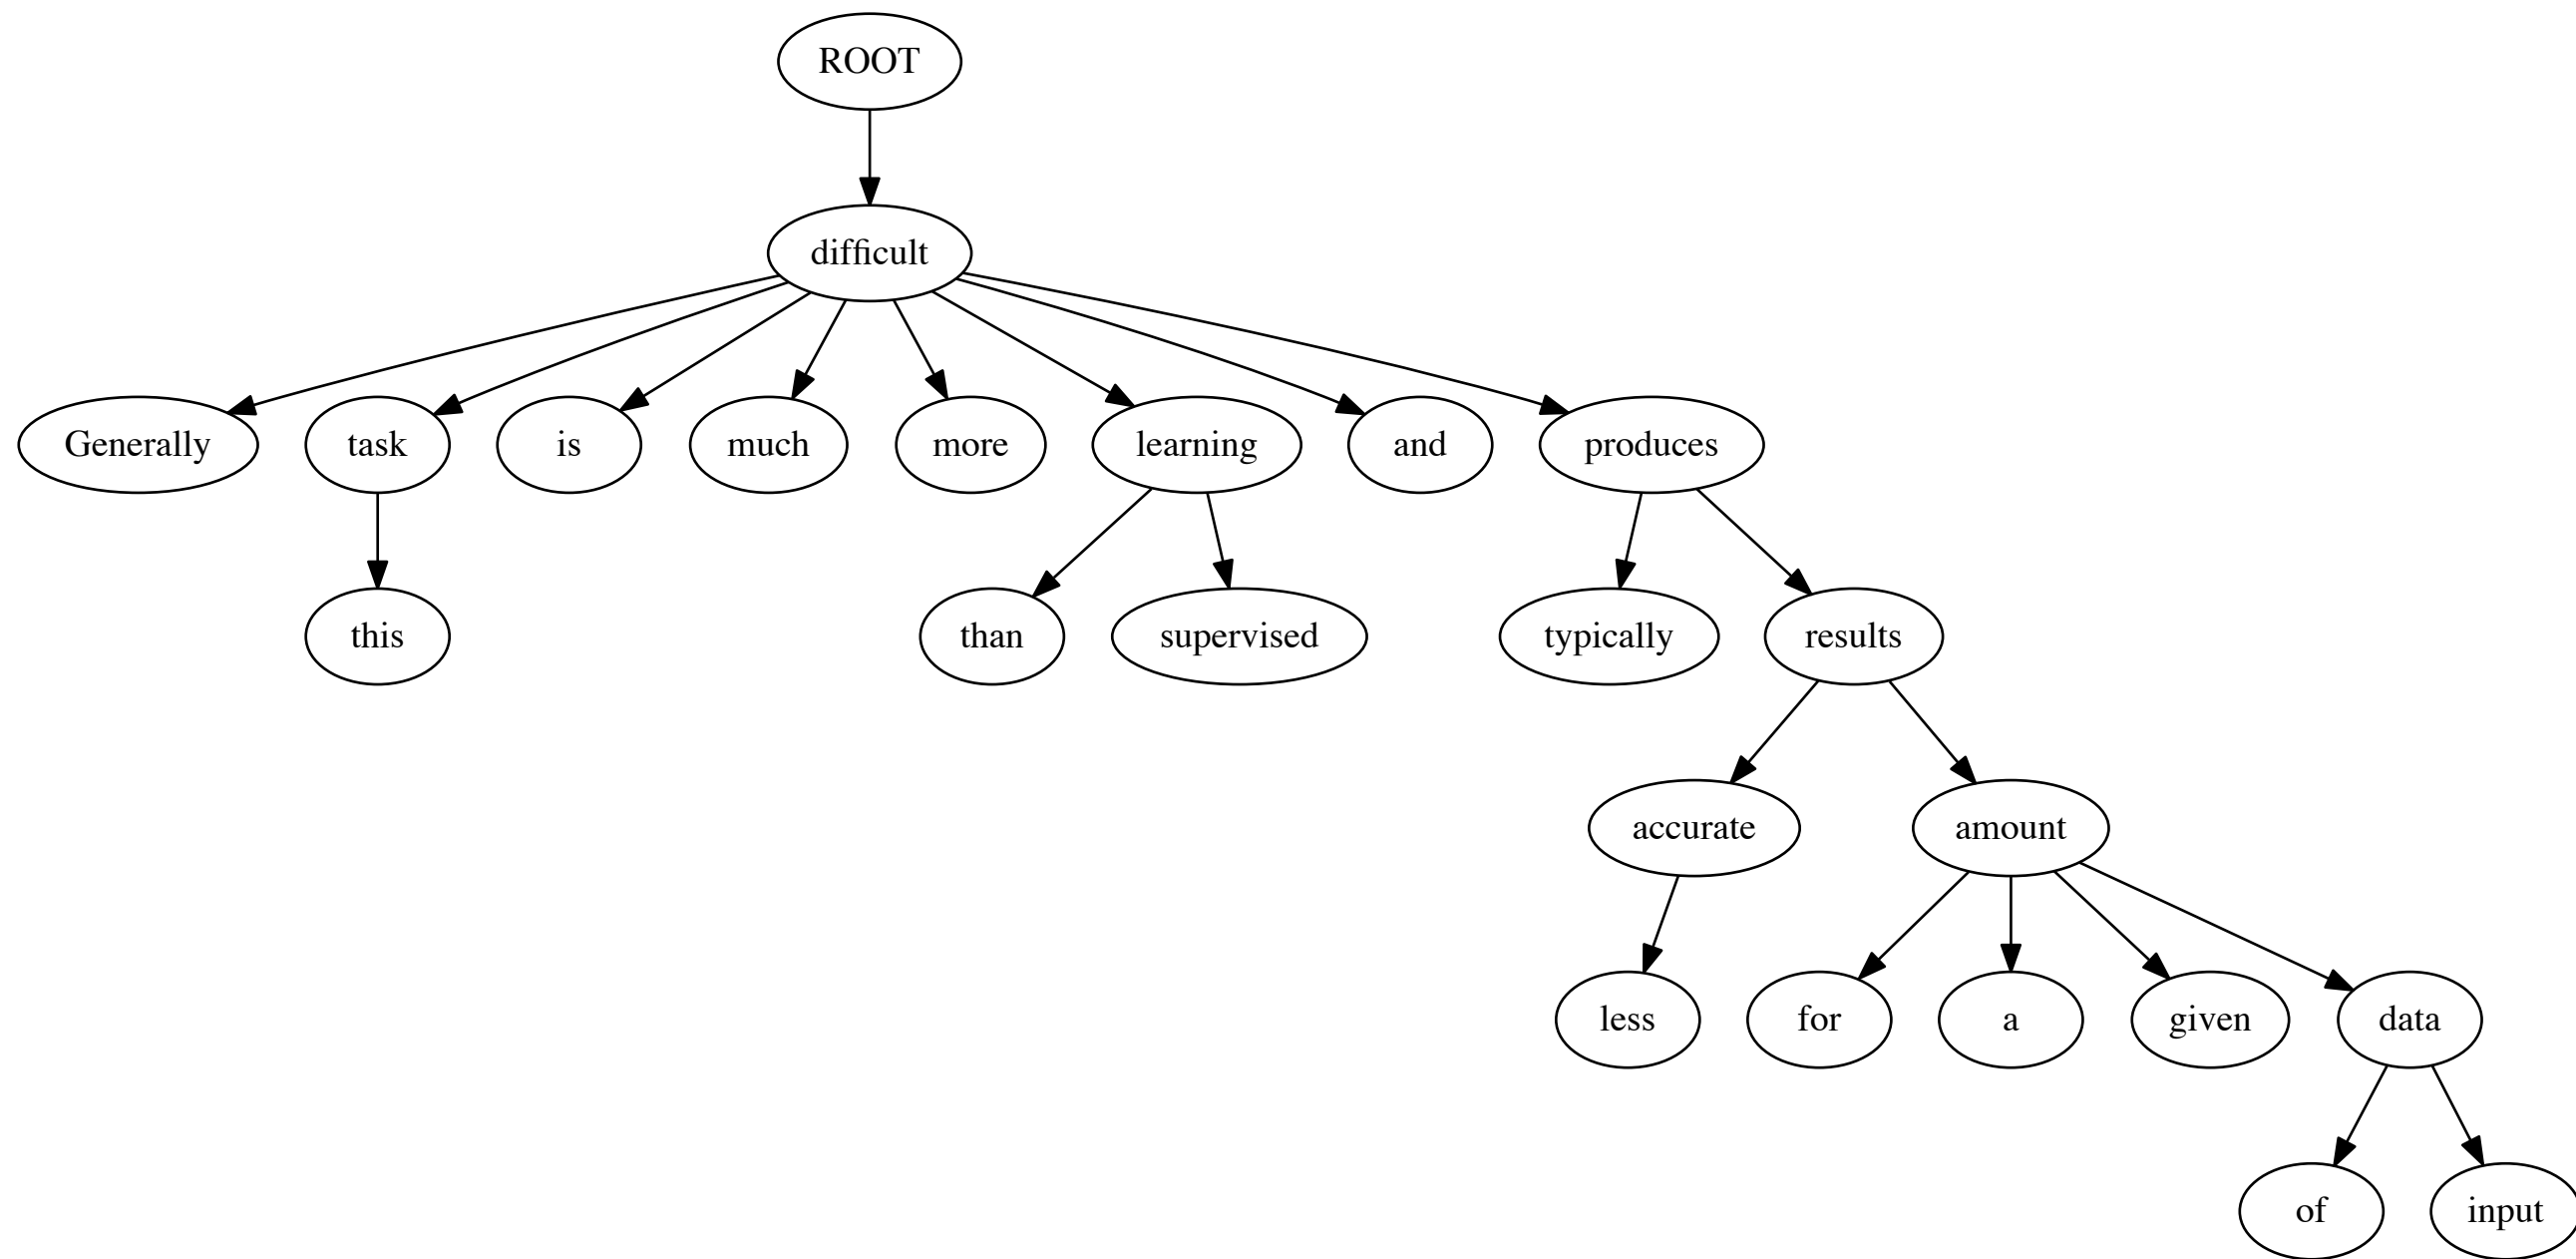 ROOT
difficult
Generally task is much more learning and produces
this than supervised typically results
accurate amount
less for a given data
of input